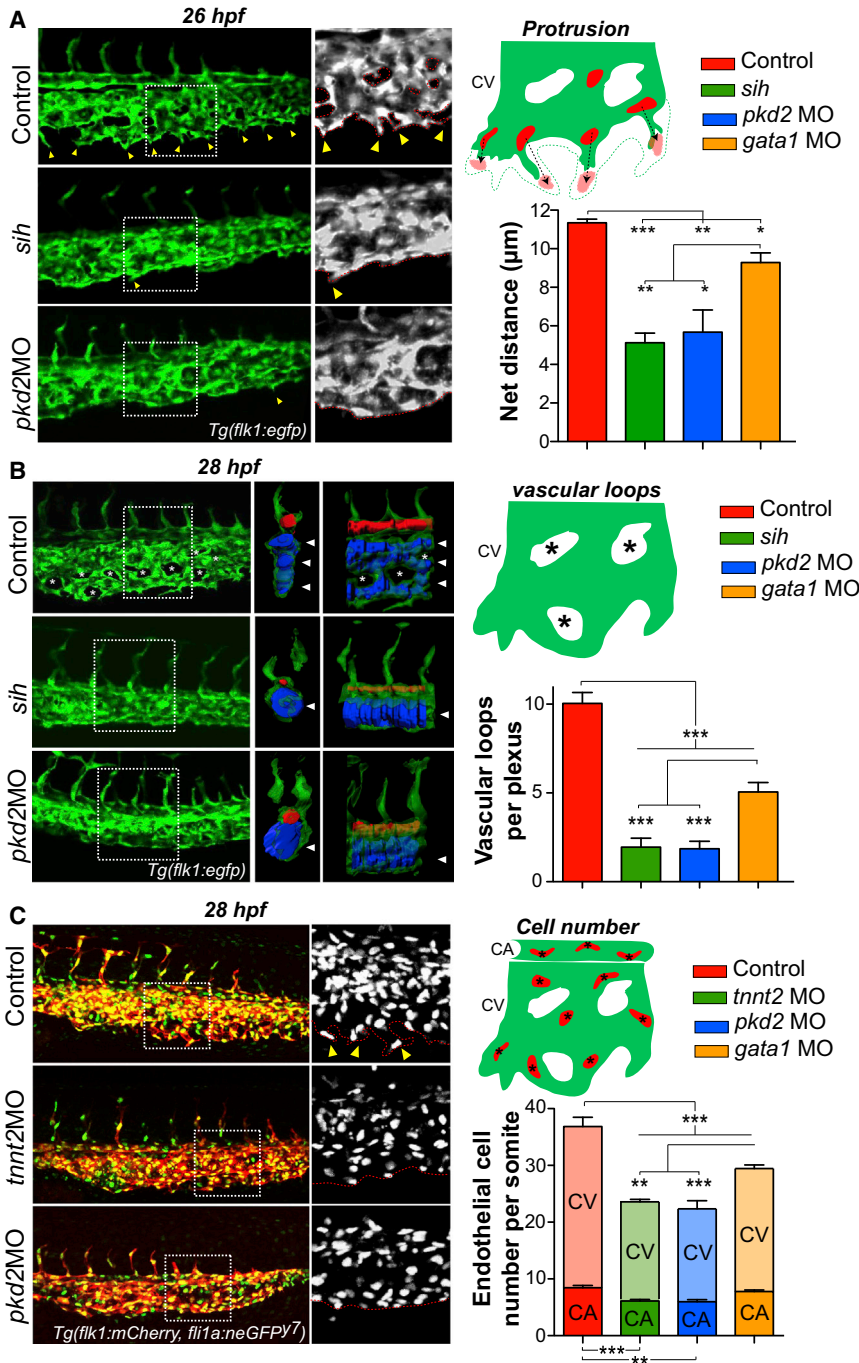 A
26 hpf
Control
sih
pkd2MO
Tg(flk1:egfp)
Protrusion
CV
Control
sih
pkd2 MO
gata1 MO
Net distance (µm)
12
10
8
6
4
2
0
***
**
*
**
*
B
28 hpf
Control
* * * * * * * *
* * *
sih
pkd2MO
Tg(flk1:egfp)
vascular loops
CV
* * *
Control
sih
pkd2 MO
gata1 MO
Vascular loops
per plexus
10
5
0
***
***
***
C
28 hpf
Control
tnnt2MO
pkd2MO
Tg(flk1:mCherry, fli1a:neGFPy7)
Cell number
CA
CV
* * * * * * * * * *
Control
tnnt2 MO
pkd2 MO
gata1 MO
Endothelial cell
number per somite
40
30
20
10
0
***
**
***
CV
CV
CV
CV
CA
CA
CA
CA
***
**